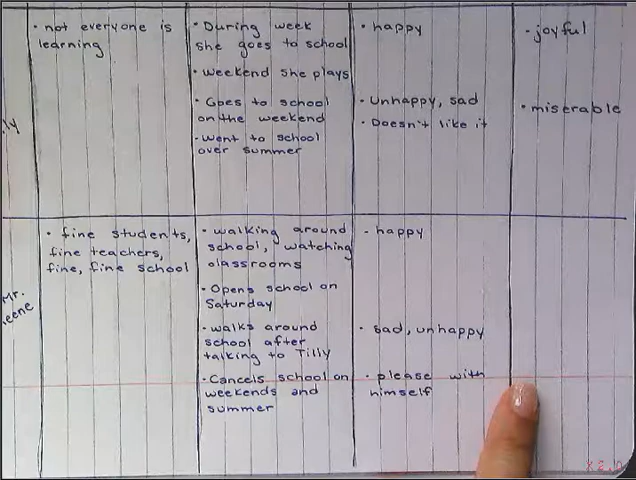 · not everyone is
learning
· During week
she goes to school
· Weekend she plays
· Goes to school
on the weekend
· Went to school
over summer
· happy
· Unhappy, sad
· Doesn't like it
· joyful
· miserable
ly
· fine students,
fine teachers,
fine, fine school
· walking around
school, watching
classrooms
· Opens school on
Saturday
· walks around
school after
talking to Tilly
· Cancels school on
weekends and
summer
· happy
· sad, unhappy
· please with
himself
Mr.
eene